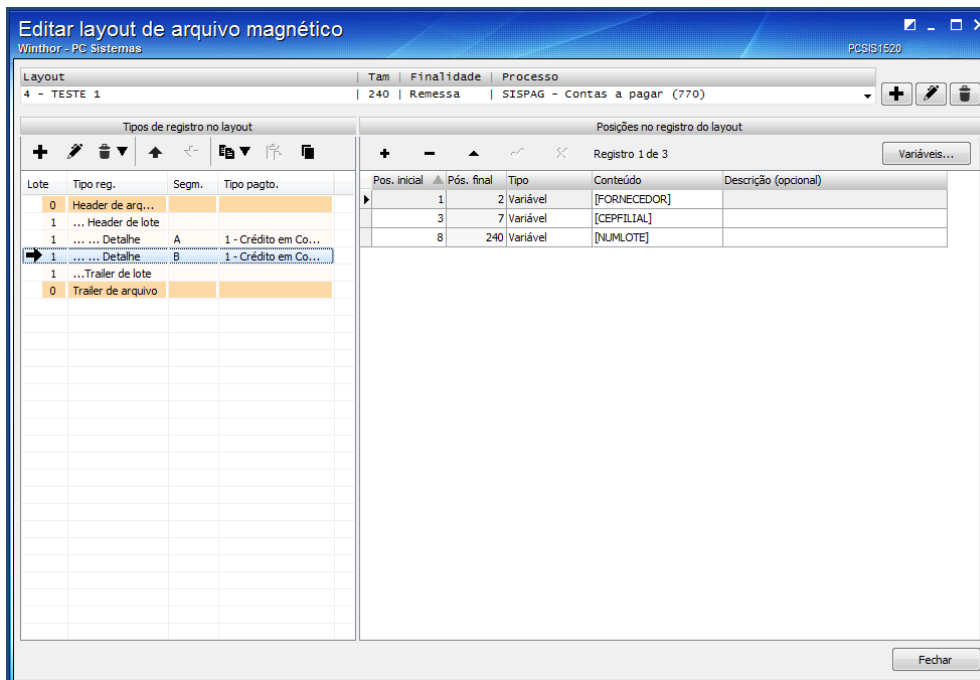 Editar layout de arquivo magnético
Winthor - PC Sistemas
PCSIS1520
Layout | Tam | Finalidade | Processo
4 - TESTE 1 | 240 | Remessa | SISPAG - Contas a pagar (770)
Tipos de registro no layout
Posições no registro do layout
Registro 1 de 3
Variáveis...
Lote Tipo reg. Segm. Tipo pagto.
0 Header de arq...
1 ... Header de lote
1 ... ... Detalhe A 1 - Crédito em Co...
1 ... ... Detalhe B 1 - Crédito em Co...
1 ...Trailer de lote
0 Trailer de arquivo
Pos. inicial Pós. final Tipo Conteúdo Descrição (opcional)
1 2 Variável [FORNECEDOR]
3 7 Variável [CEPFILIAL]
8 240 Variável [NUMLOTE]
Fechar